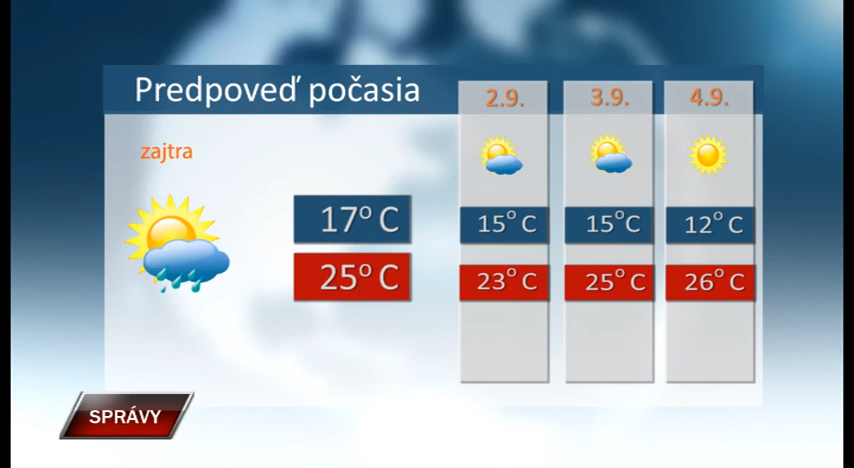 Predpoveď počasia
2.9. 3.9. 4.9.
zajtra
17° C 15° C 15°C 12° C
25° C 23° C 25° C 26° C
SPRÁVY